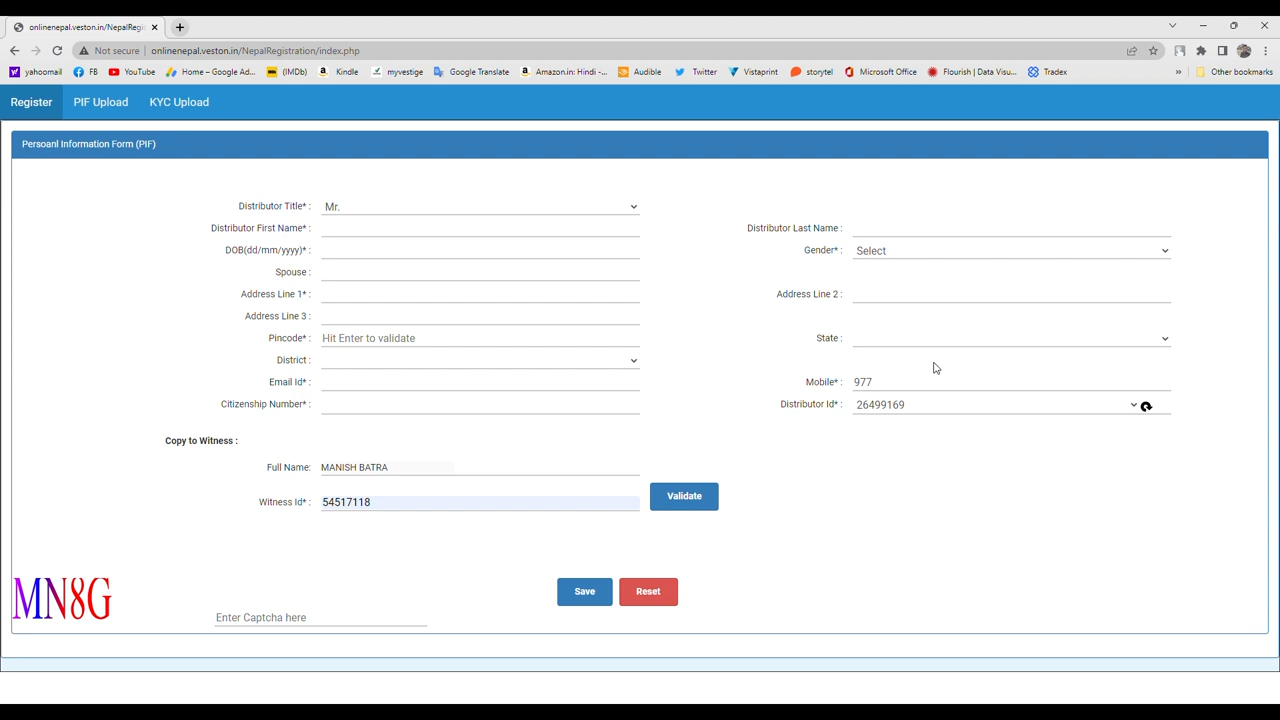 onlinenepal.veston.in/NepalRegi
Not secure onlinenepal.veston.in/NepalRegistration/index.php
yahoomail FB YouTube Home – Google Ad... (IMDb) Kindle myvestige Google Translate Amazon.in: Hindi -... Audible Twitter Vistaprint storytel Microsoft Office Flourish | Data Visu... Tradex » Other bookmarks
Register PIF Upload KYC Upload
Persoanl Information Form (PIF)
Distributor Title* : Mr.
Distributor First Name* : Distributor Last Name :
DOB(dd/mm/yyyy)* : Gender* : Select
Spouse :
Address Line 1* : Address Line 2 :
Address Line 3 :
Pincode* : Hit Enter to validate State :
District :
Email Id* : Mobile* : 977
Citizenship Number* : Distributor Id* : 26499169
Copy to Witness :
Full Name: MANISH BATRA
Witness Id* : 54517118 Validate
MN8G Save Reset
Enter Captcha here